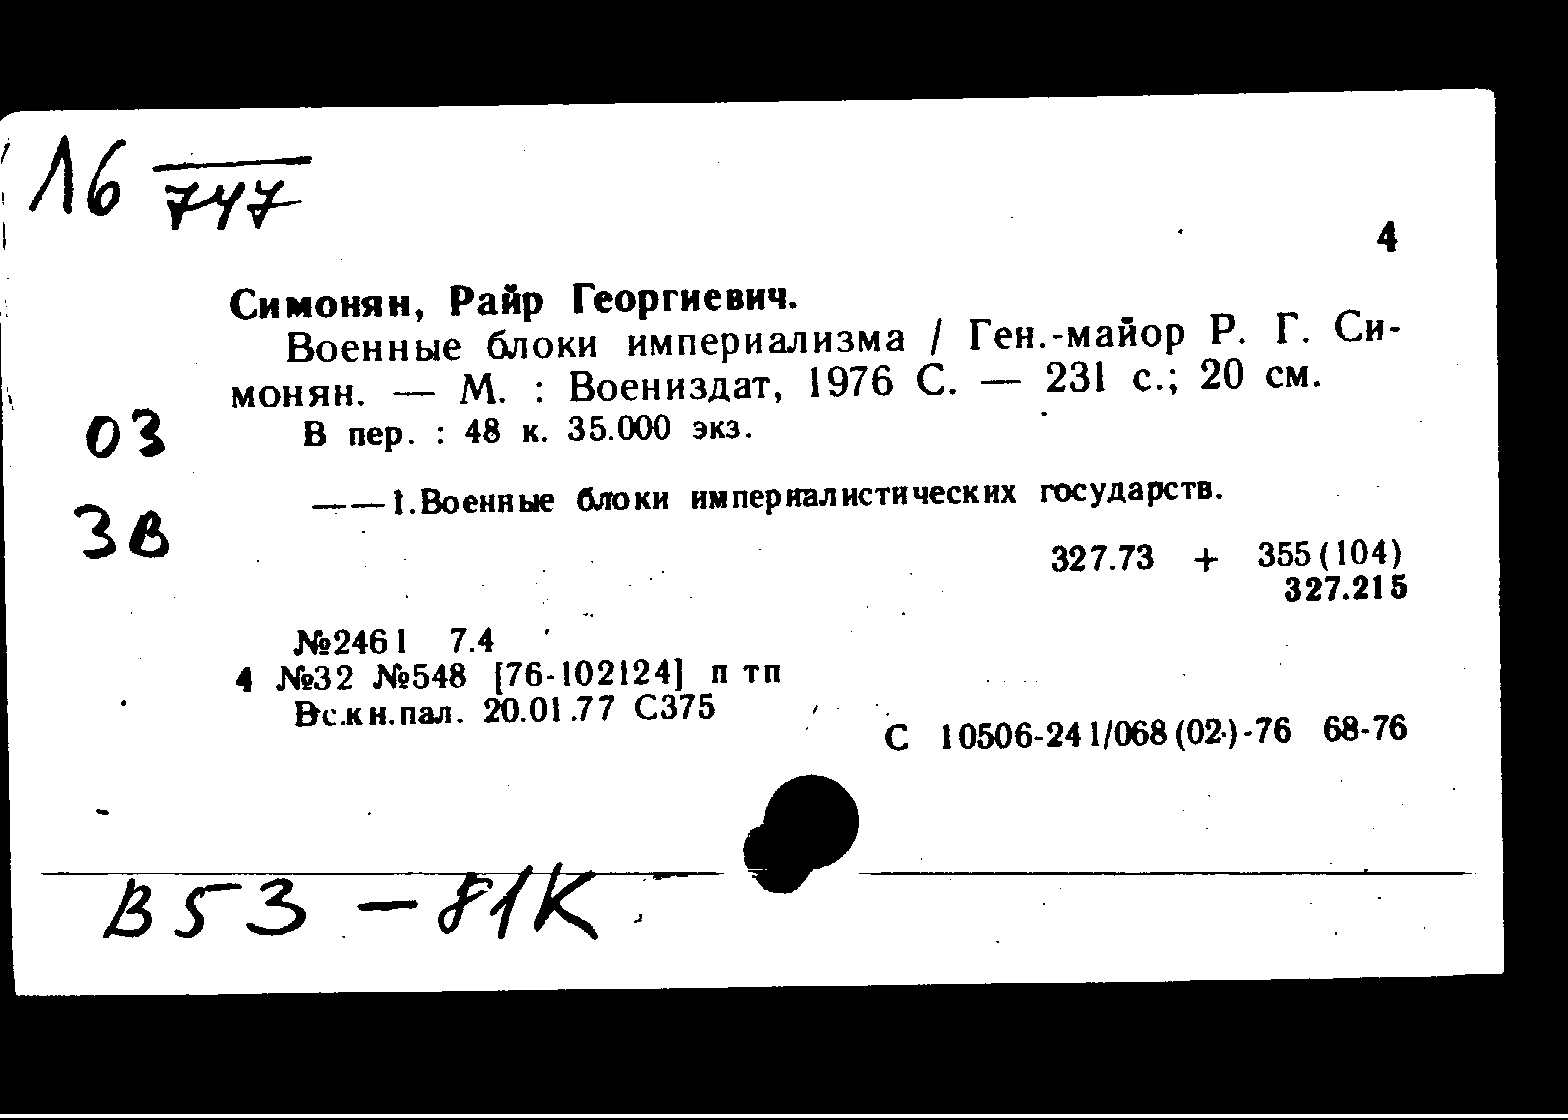 Л6 747
4
Симонян, Райр Георгиевич.
Военные блоки империализма / Ген.-майор Р. Г. Си-
монян. — М. : Воениздат, 1976 С. — 231 с.; 20 см.
В пер. : 48 к. 35.000 экз.
03
——1.Военные блоки империалистических государств.
ЗВ
327.73 + 355(104)
327.215
№2461 7.4
4 №32 №548 [76-102124] п тп
Вс.кн.пал. 20.01.77 С375
С 10506-241/068(02)-76 68-76
В53 – 81К